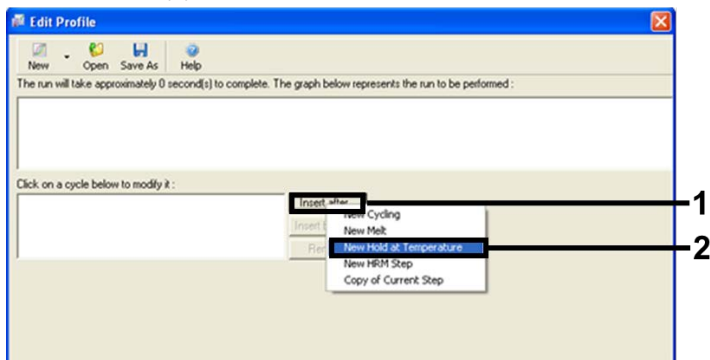 Edit Profile
New Open Save As Help
The run will take approximately 0 second(s) to complete. The graph below represents the run to be performed :
Click on a cycle below to modify it :
Insert after... 1
New Cycling
Insert
New Melt
New Hold at Temperature 2
New HRM Step
Copy of Current Step